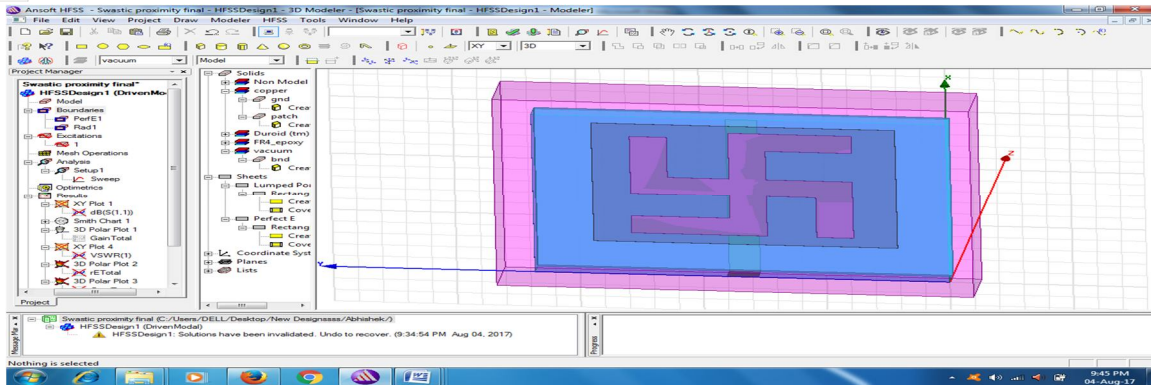 Ansoft HFSS - Swastic proximity final - HFSSDesign1 - 3D Modeler - [Swastic proximity final - HFSSDesign1 - Modeler]
File Edit View Project Draw Modeler HFSS Tools Window Help
XY 3D
vacuum Model
Project Manager
Swastic proximity final*
HFSSDesign1 (DrivenMo
Model
Boundaries
PerfE1
Rad1
Excitations
1
Mesh Operations
Analysis
Setup1
Sweep
Optimetrics
Results
XY Plot 1
dB(S(1,1))
Smith Chart 1
3D Polar Plot 1
GainTotal
XY Plot 4
VSWR(1)
3D Polar Plot 2
rETotal
3D Polar Plot 3
Project
Solids
Non Model
copper
gnd
Crea
patch
Crea
Duroid (tm)
FR4_epoxy
vacuum
bnd
Crea
Sheets
Lumped Poi
Rectang
Crea
Cove
Perfect E
Rectang
Crea
Cove
Coordinate Syst
Planes
Lists
X
Z
Y
Message Mar
Swastic proximity final (C:/Users/DELL/Desktop/New Designssss/Abhishek/)
HFSSDesign1 (DrivenModal)
HFSSDesign1: Solutions have been invalidated. Undo to recover. (9:34:54 PM Aug 04, 2017)
Progress
Nothing is selected
9:45 PM
04-Aug-17